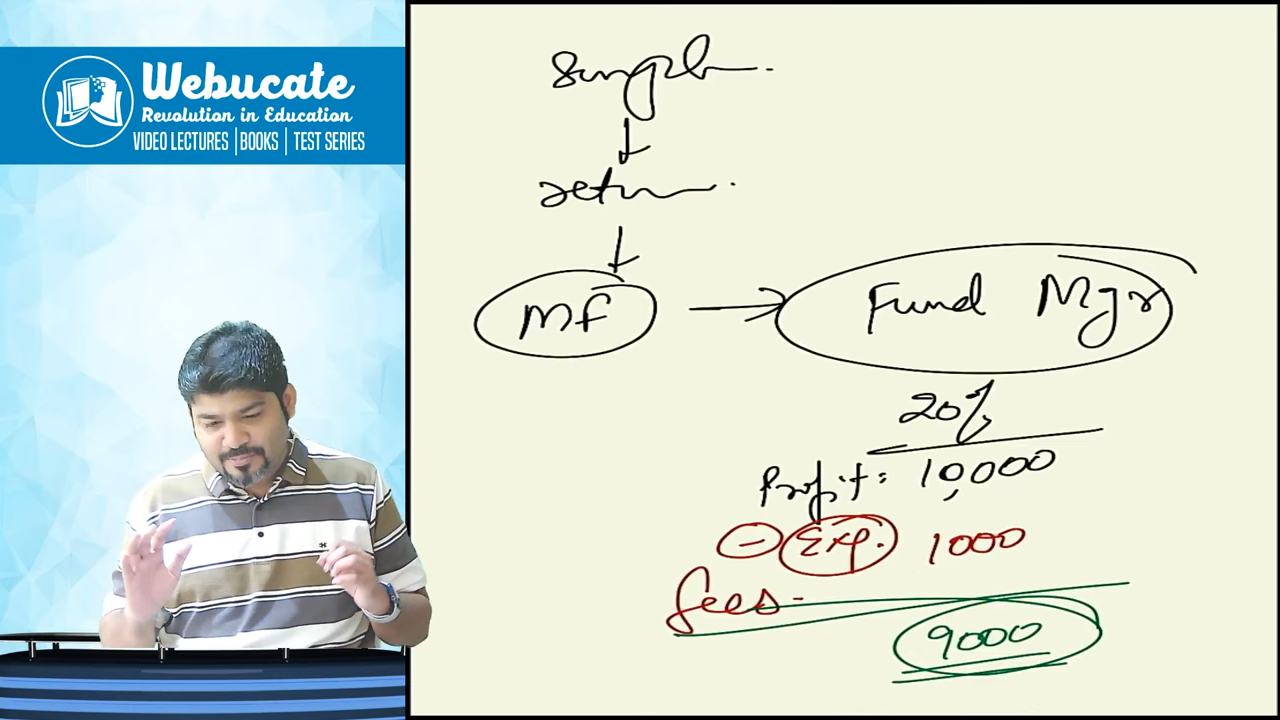 Webucate
Revolution in Education
VIDEO LECTURES | BOOKS | TEST SERIES
↓
return.
↓
MF → Fund Mgr
20%
Profit = 10,000
- Exp. 1000
fees.
9000